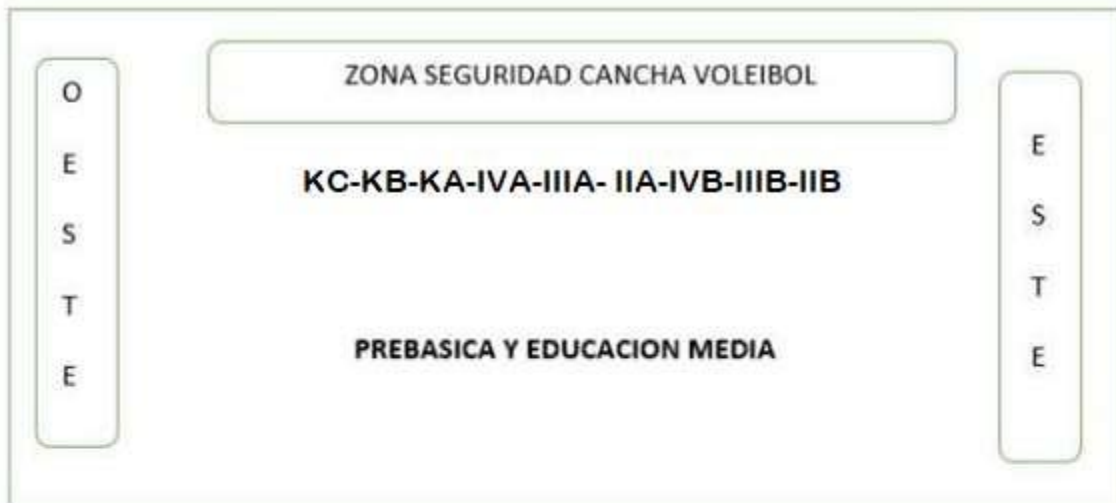 ZONA SEGURIDAD CANCHA VOLEIBOL
O
E
S
T
E
KC-KB-KA-IVA-IIIA- IIA-IVB-IIIB-IIB
PREBASICA Y EDUCACION MEDIA
E
S
T
E